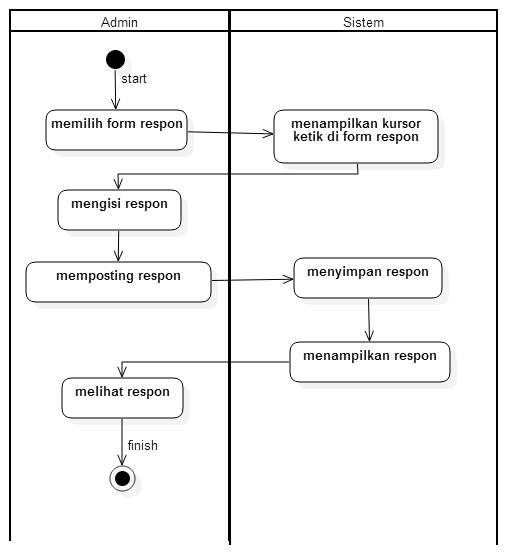 Admin
Sistem
start
memilih form respon
menampilkan kursor
ketik di form respon
mengisi respon
memposting respon
menyimpan respon
menampilkan respon
melihat respon
finish